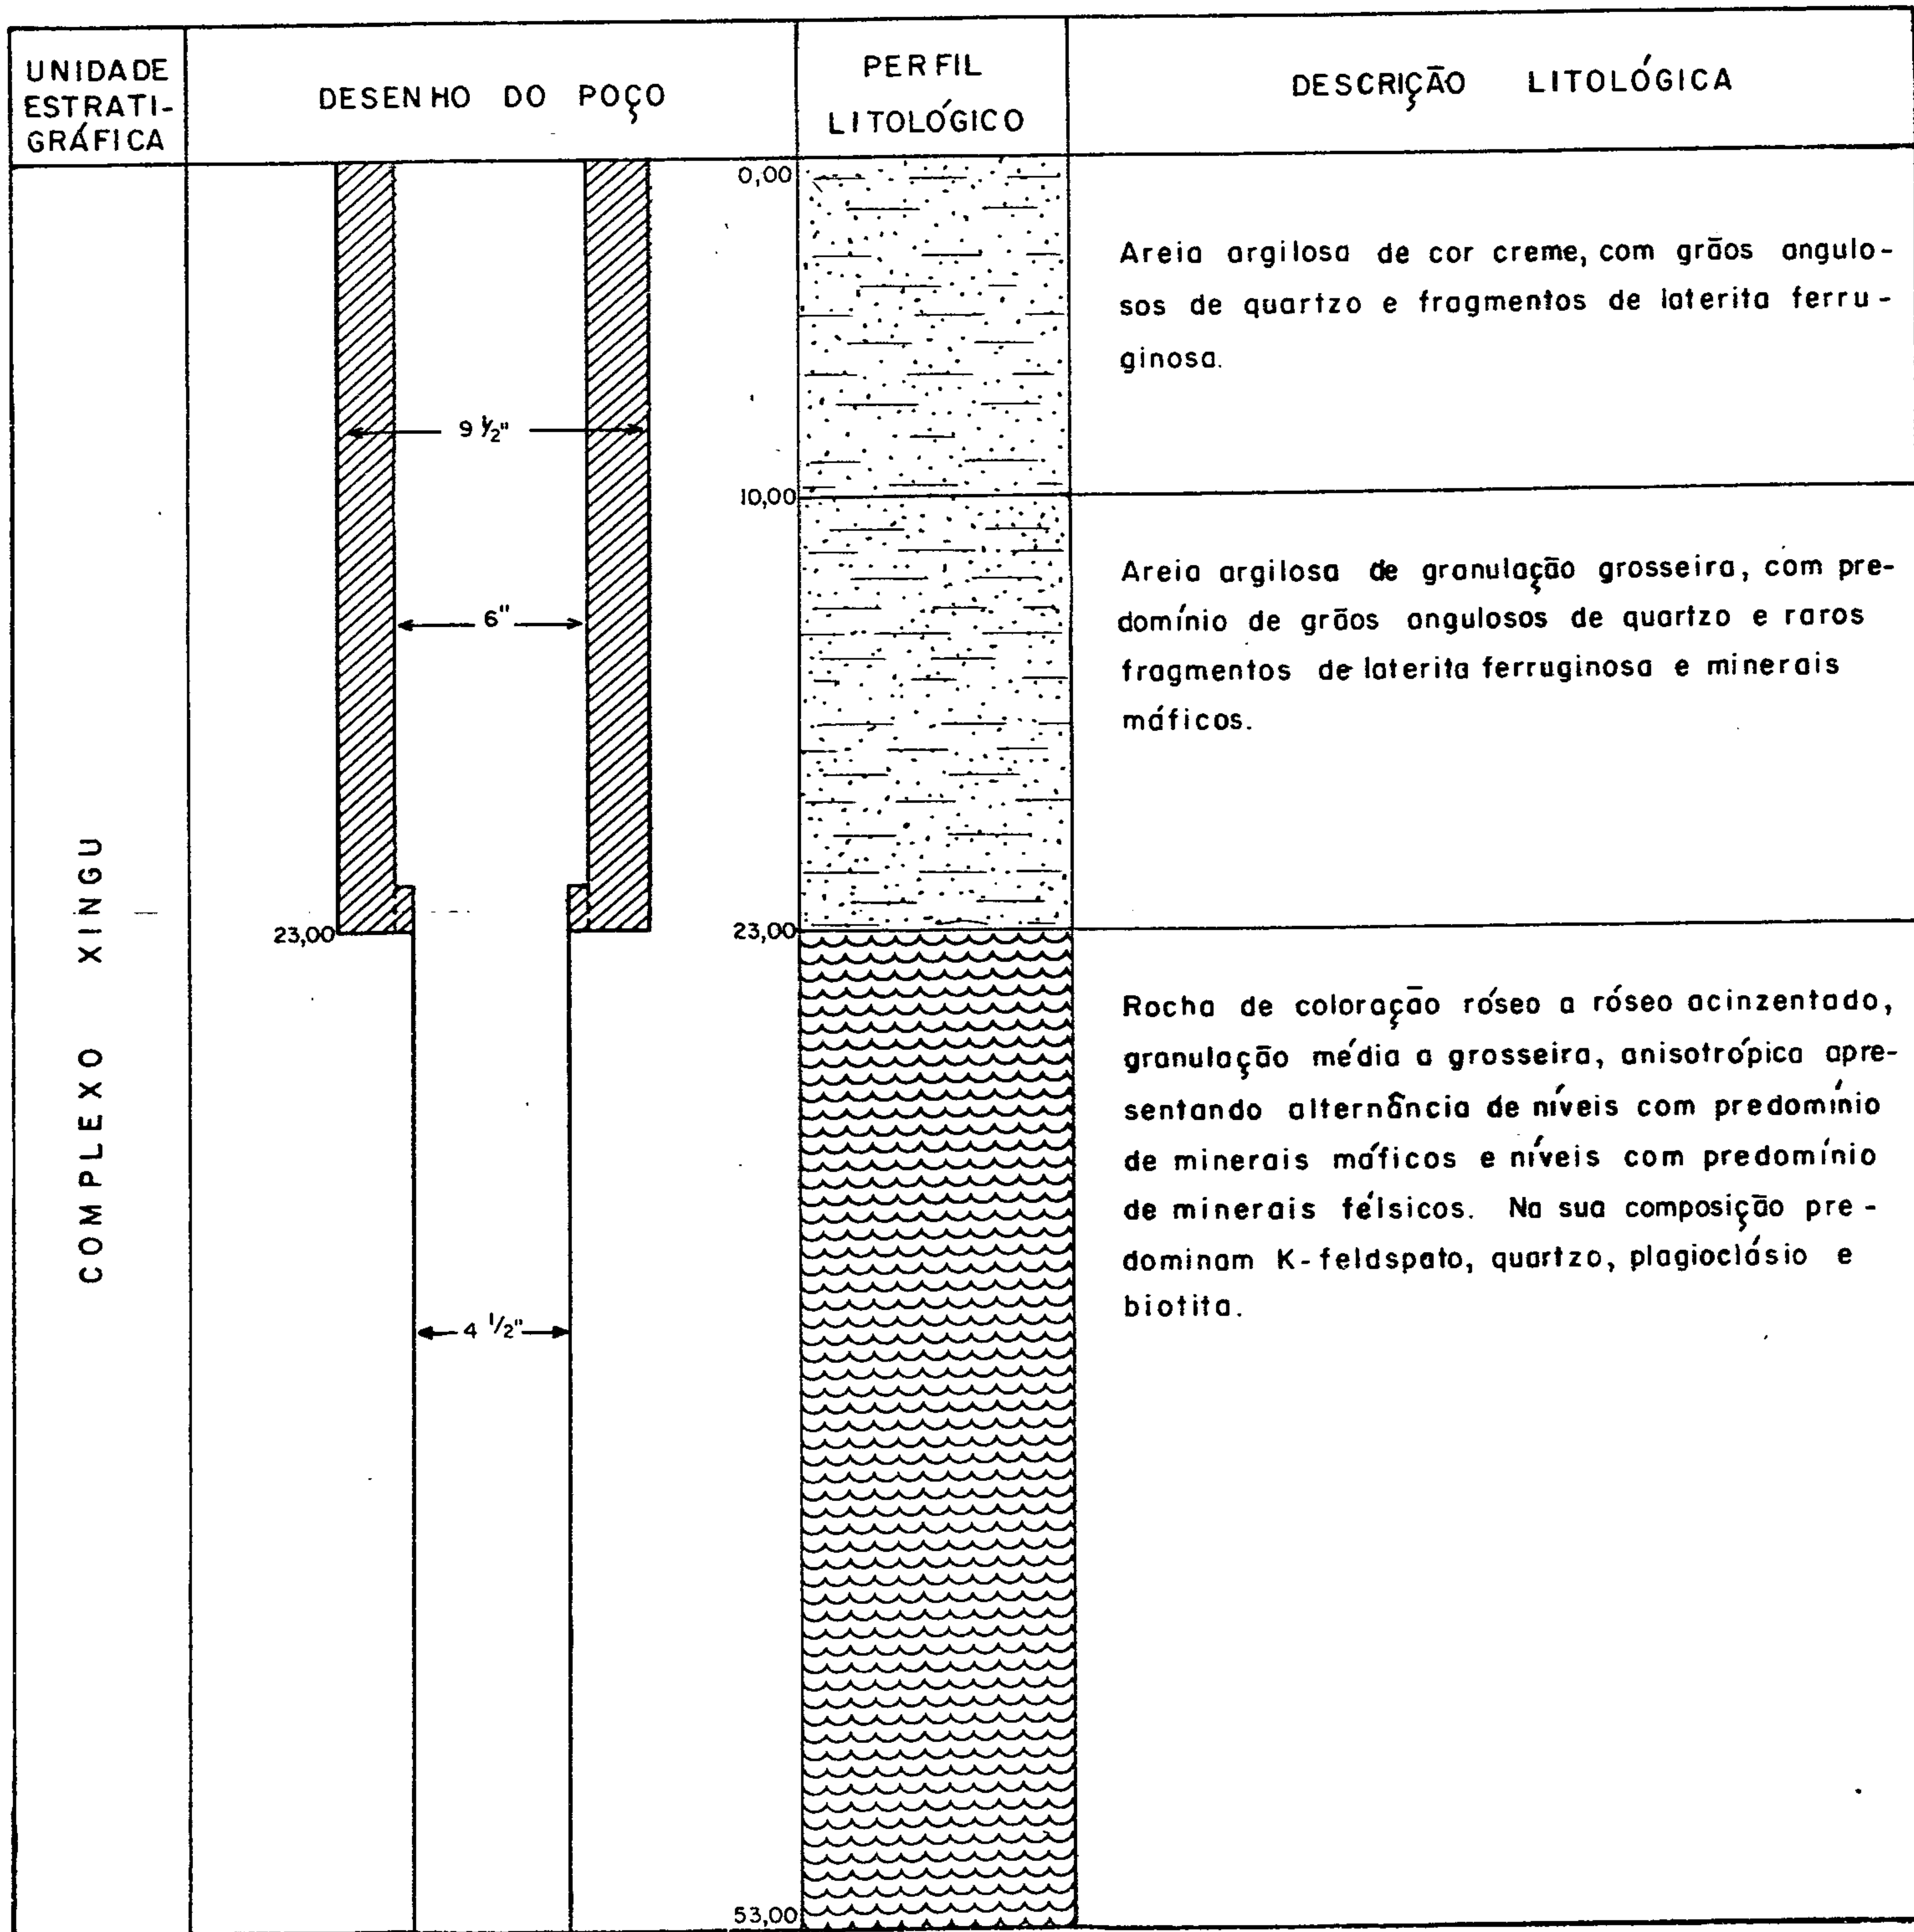 UNIDADE
ESTRATI-
GRÁFICA
DESENHO DO POÇO
PERFIL
LITOLÓGICO
DESCRIÇÃO LITOLÓGICA
COMPLEXO XINGU
9 1/2"
6"
23,00
4 1/2"
0,00
10,00
23,00
53,00
Areia argilosa de cor creme, com grãos angulo-
sos de quartzo e fragmentos de laterita ferru-
ginosa.
Areia argilosa de granulação grosseira, com pre-
domínio de grãos angulosos de quartzo e raros
fragmentos de laterita ferruginosa e minerais
máficos.
Rocha de coloração róseo a róseo acinzentado,
granulação média a grosseira, anisotrópica apre-
sentando alternância de níveis com predomínio
de minerais máficos e níveis com predomínio
de minerais félsicos. Na sua composição pre-
dominam K-feldspato, quartzo, plagioclásio e
biotita.